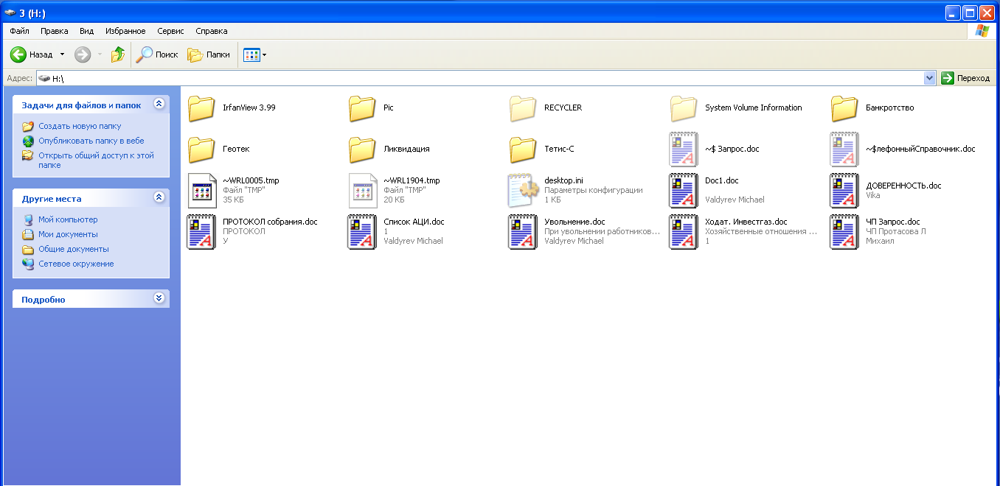 3 (H:)
Файл Правка Вид Избранное Сервис Справка
Назад Поиск Папки
Адрес: H:\ Переход
Задачи для файлов и папок
Создать новую папку
Опубликовать папку в вебе
Открыть общий доступ к этой
папке
Другие места
Мой компьютер
Мои документы
Общие документы
Сетевое окружение
Подробно
IrfanView 3.99
Pic
RECYCLER
System Volume Information
Банкротство
Геотек
Ликвидация
Тетис-С
~$ Запрос.doc
~$лефонныйСправочник.doc
~WRL0005.tmp
Файл "TMP"
35 КБ
~WRL1904.tmp
Файл "TMP"
20 КБ
desktop.ini
Параметры конфигурации
1 КБ
Doc1.doc
Valdyrev Michael
ДОВЕРЕННОСТЬ.doc
Vika
ПРОТОКОЛ собрания.doc
ПРОТОКОЛ
У
Список АЦИ.doc
1
Valdyrev Michael
Увольнение.doc
При увольнении работников...
Valdyrev Michael
Ходат. Инвестгаз.doc
Хозяйственные отношения ...
1
ЧП Запрос.doc
ЧП Протасова Л
Михаил